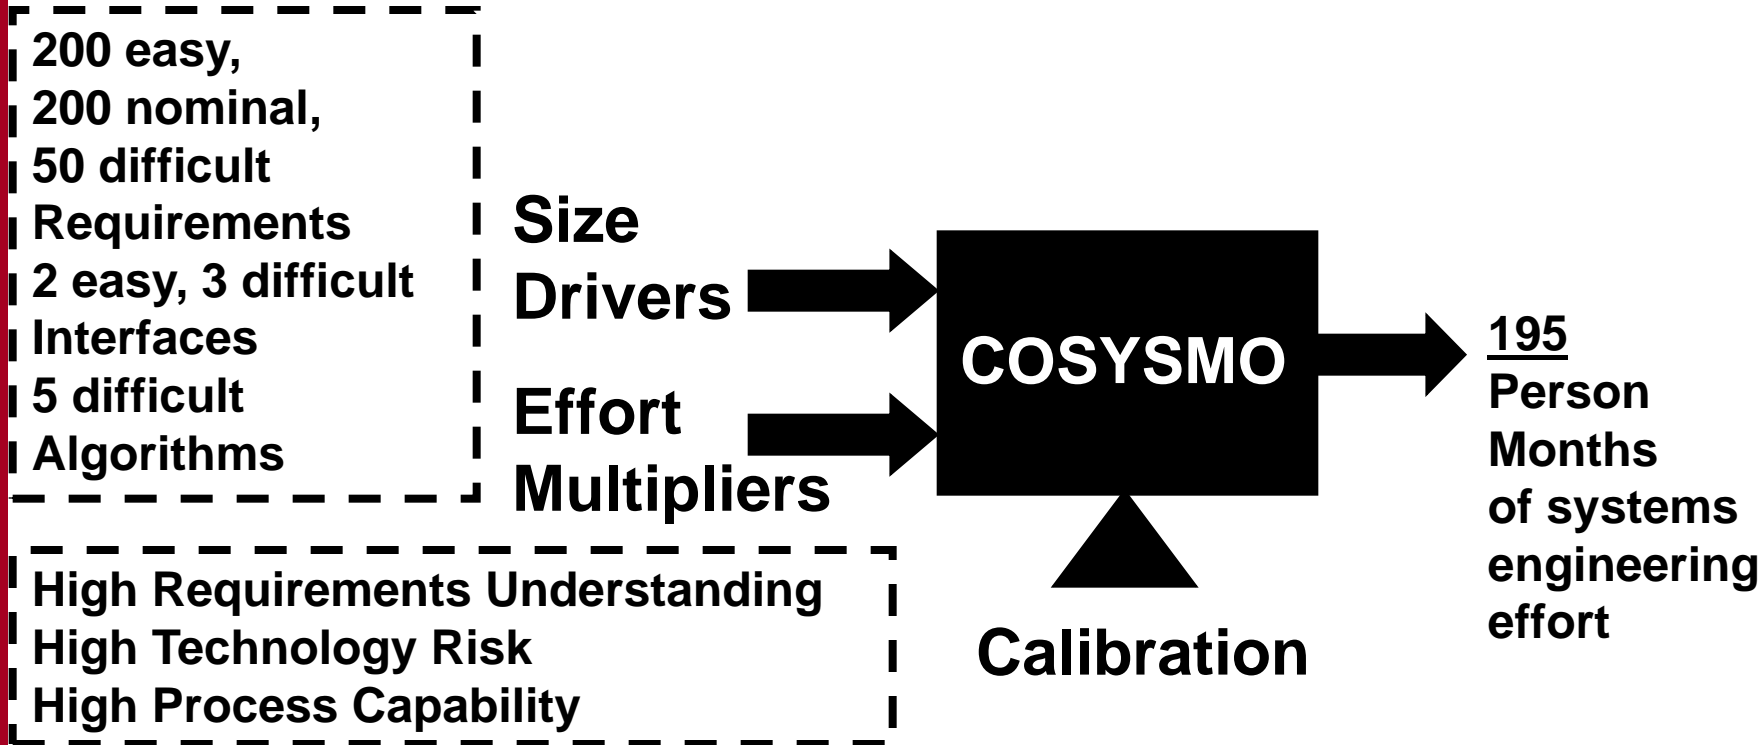 200 easy,
200 nominal,
50 difficult
Requirements
2 easy, 3 difficult
Interfaces
5 difficult
Algorithms
Size
Drivers
Effort
Multipliers
COSYSMO
195
Person
Months
of systems
engineering
effort
High Requirements Understanding
High Technology Risk
High Process Capability
Calibration